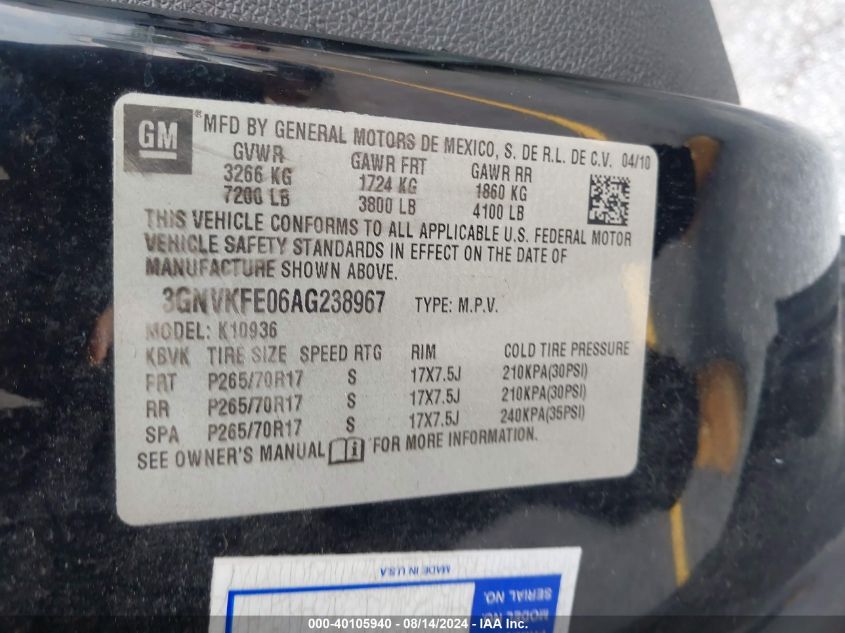 GM
® MFD BY GENERAL MOTORS DE MEXICO, S. DE R.L. DE C.V. 04/10
GVWR GAWR FRT GAWR RR
3266 KG 1724 KG 1860 KG
7200 LB 3800 LB 4100 LB
THIS VEHICLE CONFORMS TO ALL APPLICABLE U.S. FEDERAL MOTOR
VEHICLE SAFETY STANDARDS IN EFFECT ON THE DATE OF
MANUFACTURE SHOWN ABOVE.
3GNVKFE06AG238967 TYPE: M.P.V.
MODEL: K10936
KBVK TIRE SIZE SPEED RTG RIM COLD TIRE PRESSURE
FRT P265/70R17 S 17X7.5J 210KPA(30PSI)
RR P265/70R17 S 17X7.5J 210KPA(30PSI)
SPA P265/70R17 S 17X7.5J 240KPA(35PSI)
SEE OWNER'S MANUAL FOR MORE INFORMATION.
MADE IN U.S.A
SERIAL NO.
MODEL NO.
000-40105940 - 08/14/2024 - IAA Inc.